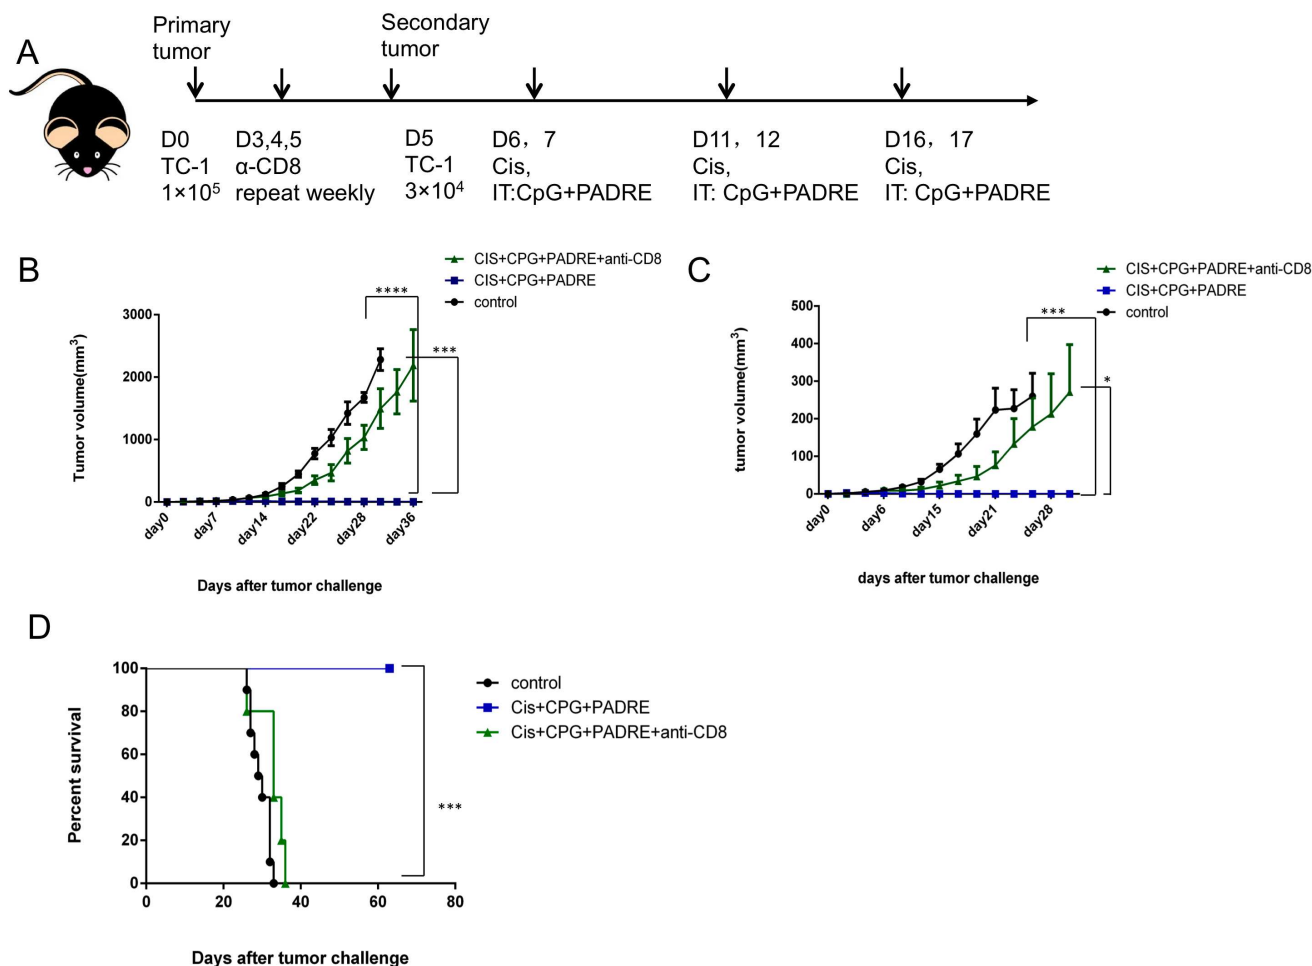 A
Primary
tumor
Secondary
tumor
D0
TC-1
1×10⁵
D3,4,5
α-CD8
repeat weekly
D5
TC-1
3×10⁴
D6, 7
Cis,
IT:CpG+PADRE
D11, 12
Cis,
IT: CpG+PADRE
D16, 17
Cis,
IT: CpG+PADRE
B
CIS+CPG+PADRE+anti-CD8
CIS+CPG+PADRE
control
****
***
Tumor volume(mm³)
3000
2000
1000
0
day0
day7
day14
day22
day28
day36
Days after tumor challenge
C
CIS+CPG+PADRE+anti-CD8
CIS+CPG+PADRE
control
***
*
tumor volume(mm³)
500
400
300
200
100
0
day0
day6
day15
day21
day28
days after tumor challenge
D
control
Cis+CPG+PADRE
Cis+CPG+PADRE+anti-CD8
***
Percent survival
100
80
60
40
20
0
0
20
40
60
80
Days after tumor challenge